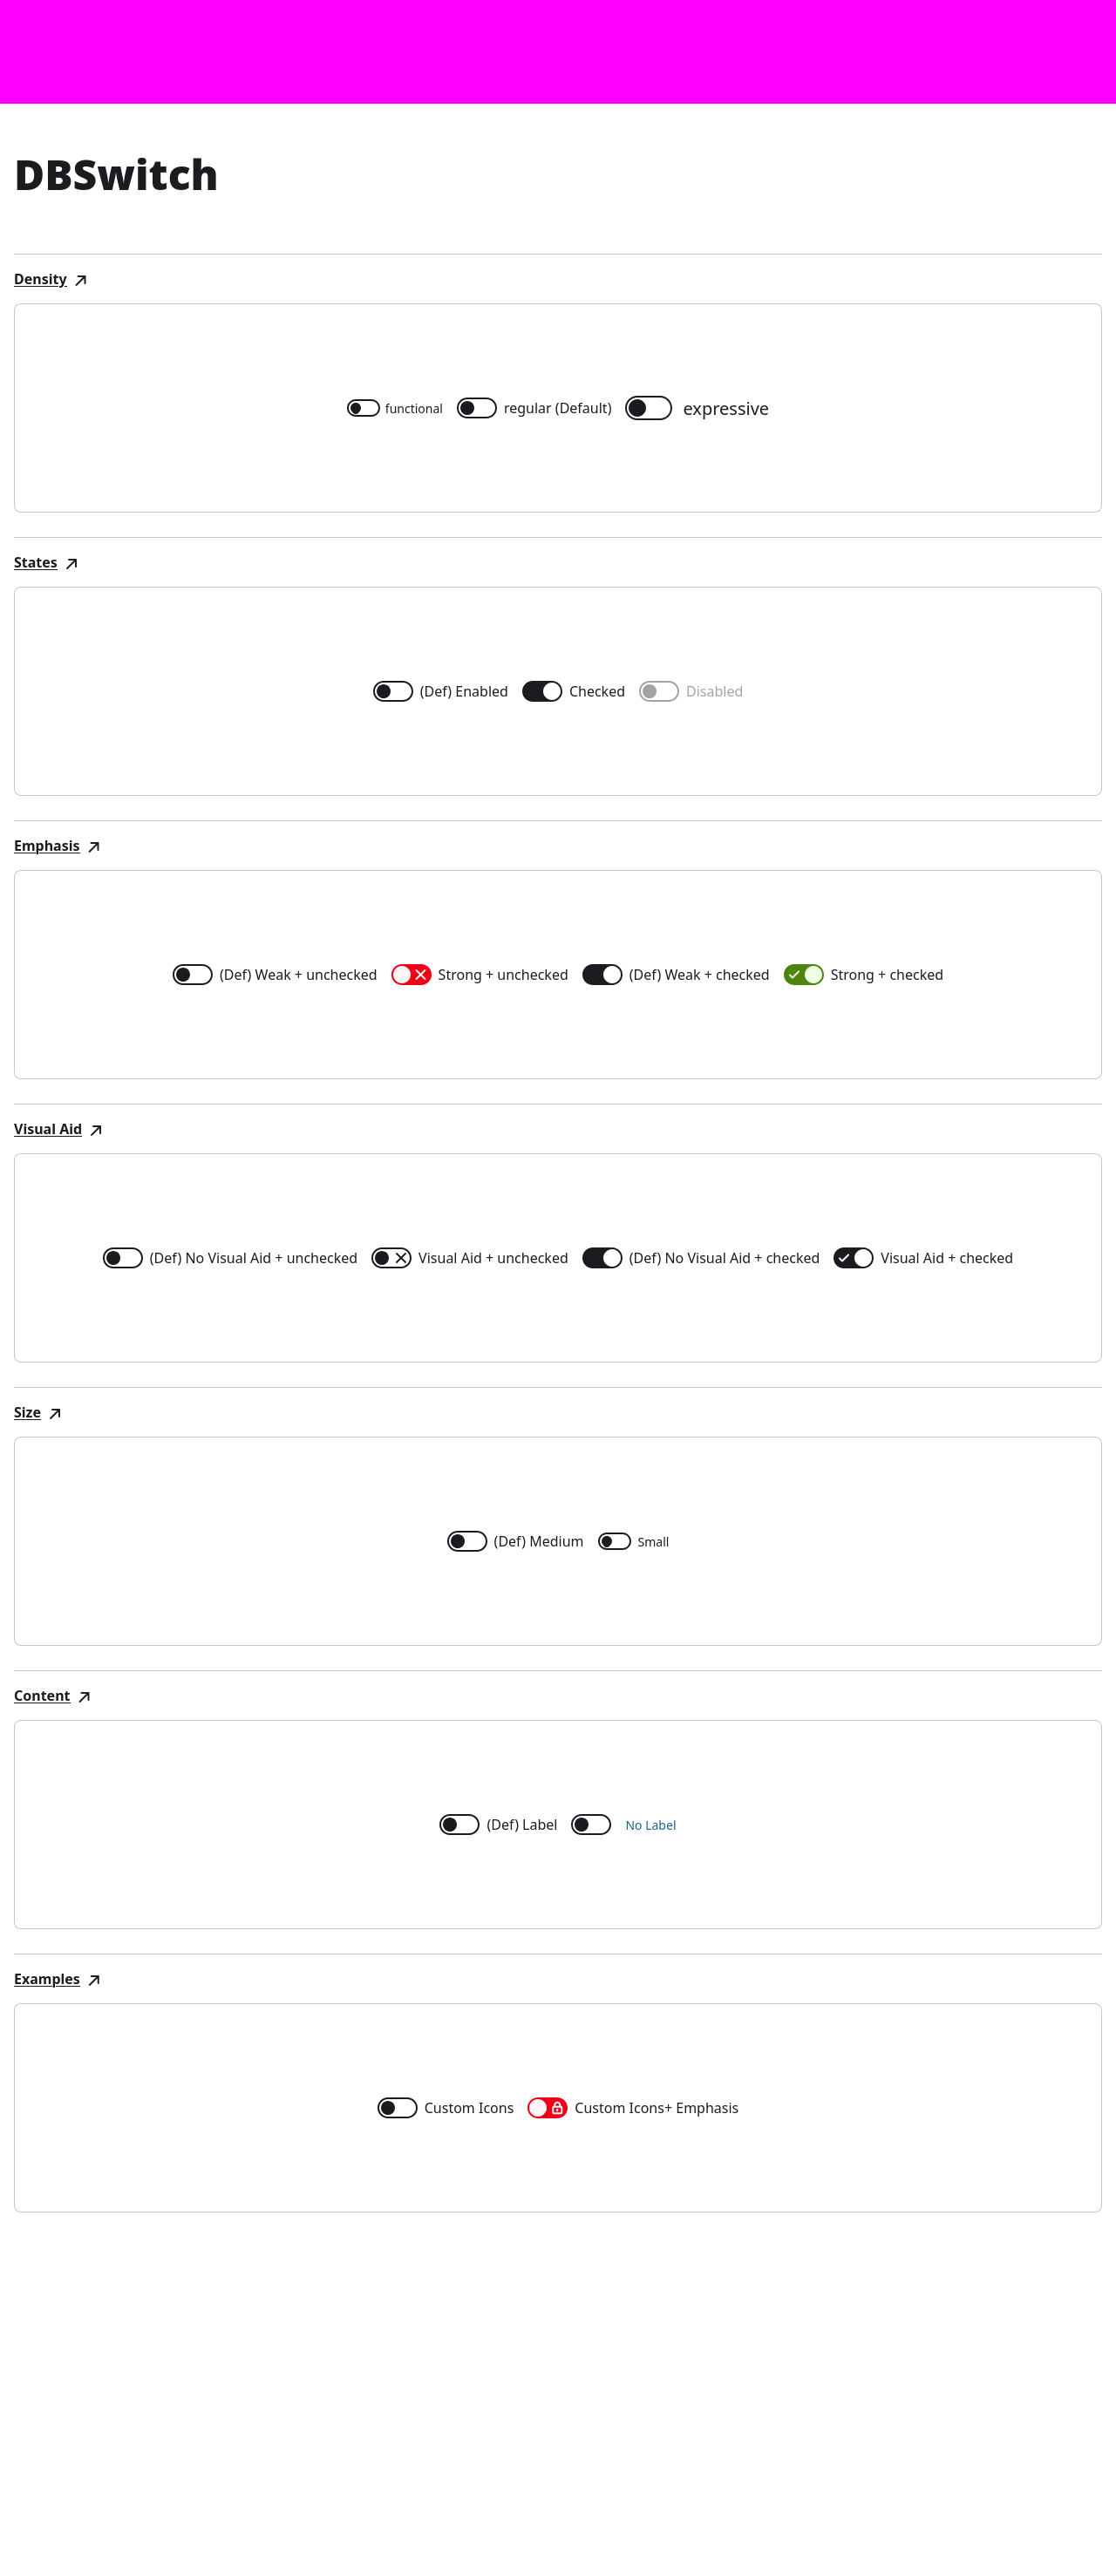 DBSwitch
Density
functional regular (Default) expressive
States
(Def) Enabled Checked Disabled
Emphasis
(Def) Weak + unchecked Strong + unchecked (Def) Weak + checked Strong + checked
Visual Aid
(Def) No Visual Aid + unchecked Visual Aid + unchecked (Def) No Visual Aid + checked Visual Aid + checked
Size
(Def) Medium Small
Content
(Def) Label No Label
Examples
Custom Icons Custom Icons+ Emphasis